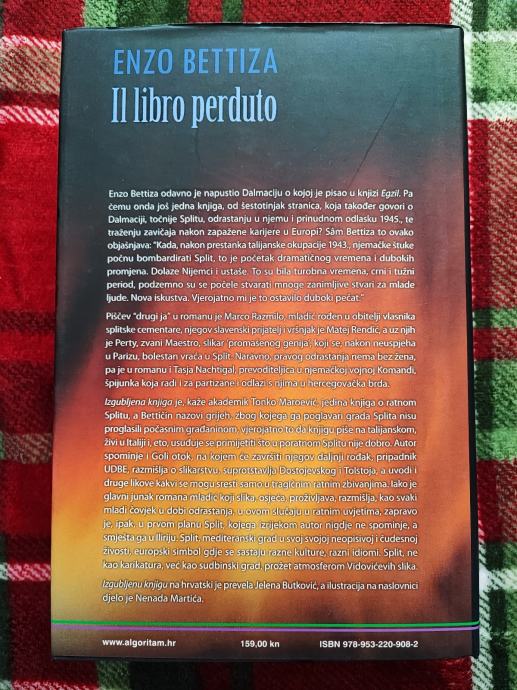 ENZO BETTIZA
Il libro perduto
Enzo Bettiza odavno je napustio Dalmaciju o kojoj je pisao u knjizi Egzil. Pa
čemu onda još jedna knjiga, od šestotinjak stranica, koja također govori o
Dalmaciji, točnije Splitu, odrastanju u njemu i prinudnom odlasku 1945., te
traženju zavičaja nakon zapažene karijere u Europi? Sâm Bettiza to ovako
objašnjava: "Kada, nakon prestanka talijanske okupacije 1943., njemačke štuke
počnu bombardirati Split, to je početak dramatičnog vremena i dubokih
promjena. Dolaze Nijemci i ustaše. To su bila turobna vremena, crni i tužni
period, podzemno su se počele stvarati mnoge zanimljive stvari za mlade
ljude. Nova iskustva. Vjerojatno mi je to ostavilo duboki pečat."
Piščev "drugi ja" u romanu je Marco Razmilo, mladić rođen u obitelji vlasnika
splitske cementare, njegov slavenski prijatelj i vršnjak je Matej Rendić, a uz njih
je Perty, zvani Maestro, slikar 'promašenog genija', koji se, nakon neuspjeha
u Parizu, bolestan vraća u Split. Naravno, pravog odrastanja nema bez žena,
pa je u romanu i Tasja Nachtigal, prevoditeljica u njemačkoj vojnoj Komandi,
špijunka koja radi i za partizane i odlazi s njima u hercegovačka brda.
Izgubljena knjiga je, kaže akademik Tonko Maroević, jedina knjiga o ratnom
Splitu, a Bettičin nazovi grijeh, zbog kojega ga poglavari grada Splita nisu
proglasili počasnim građaninom, vjerojatno to da knjigu piše na talijanskom,
živi u Italiji i, eto, usuđuje se primijetiti što u poratnom Splitu nije dobro. Autor
spominje i Goli otok, na kojem će završiti njegov daljnji rođak, pripadnik
UDBE, razmišlja o slikarstvu, suprotstavlja Dostojevskog i Tolstoja, a uvodi i
druge likove kakvi se mogu sresti samo u tragičnim ratnim zbivanjima. Iako je
glavni junak romana mladić koji slika, osjeća, proživljava, razmišlja, kao svaki
mladi čovjek u dobi odrastanja, u ovom slučaju u ratnim uvjetima, zapravo
je, ipak, u prvom planu Split, kojega izrijekom autor nigdje ne spominje, a
smješta ga u Iliriju. Split, mediteranski grad u svoj svojoj neopisivoj i čudesnoj
živosti, europski simbol gdje se sastaju razne kulture, razni idiomi. Split, ne
kao karikatura, već kao sudbinski grad, prožet atmosferom Vidovićevih slika.
Izgubljenu knjigu na hrvatski je prevela Jelena Butković, a ilustracija na naslovnici
djelo je Nenada Martića.
www.algoritam.hr 159,00 kn ISBN 978-953-220-908-2